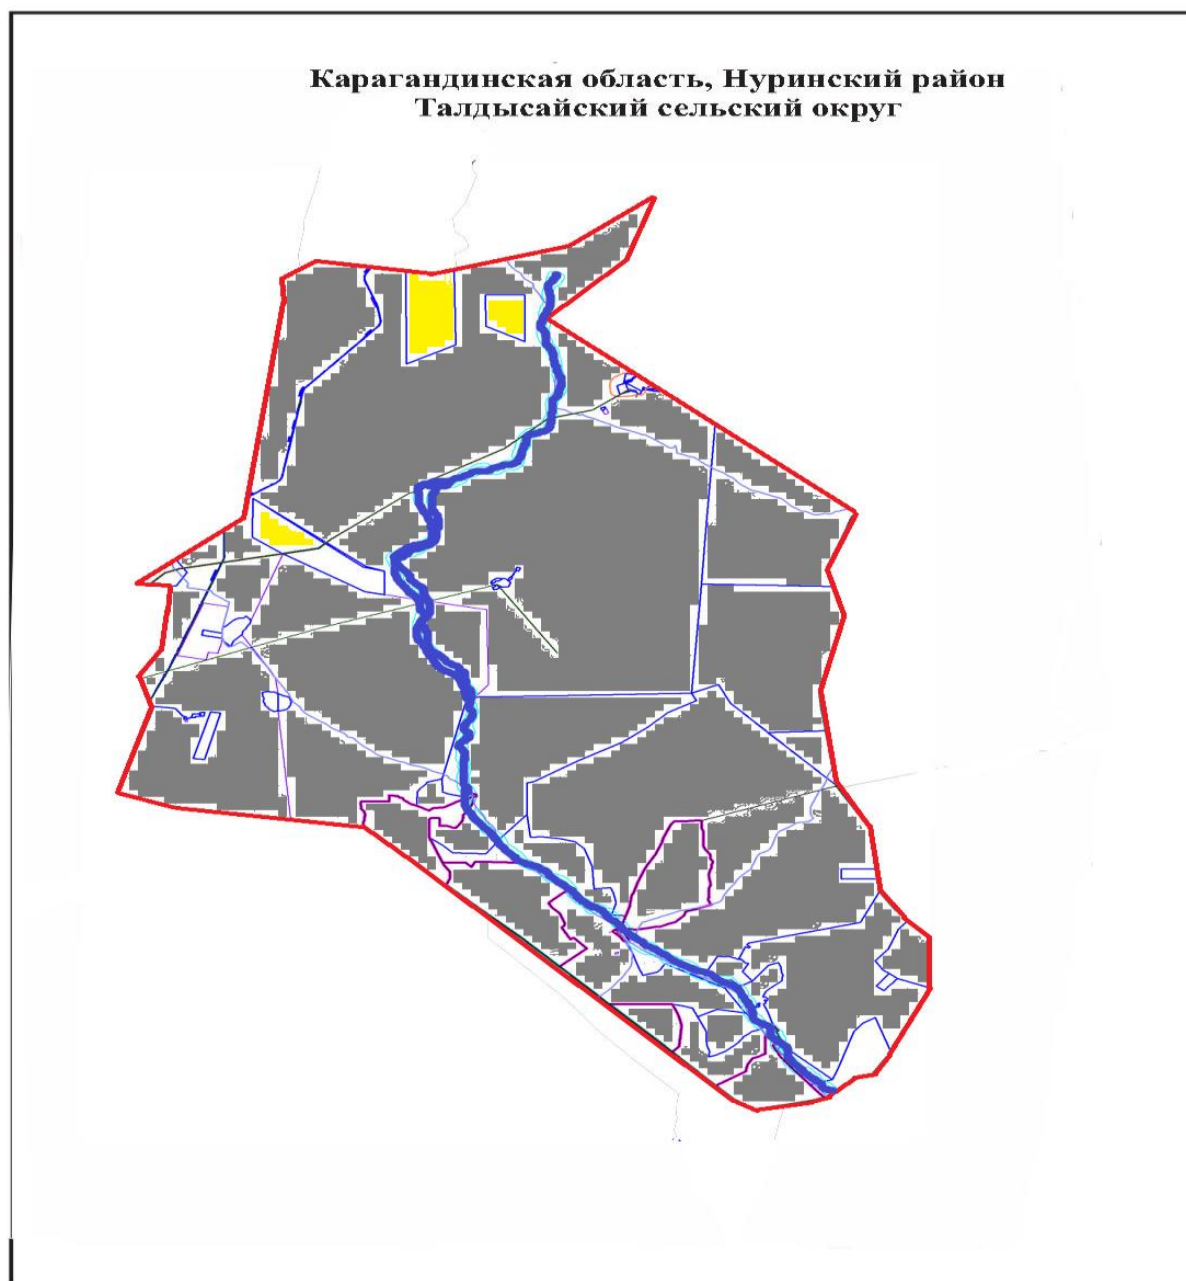 Карагандинская область, Нуринский район
Талдысайский сельский округ